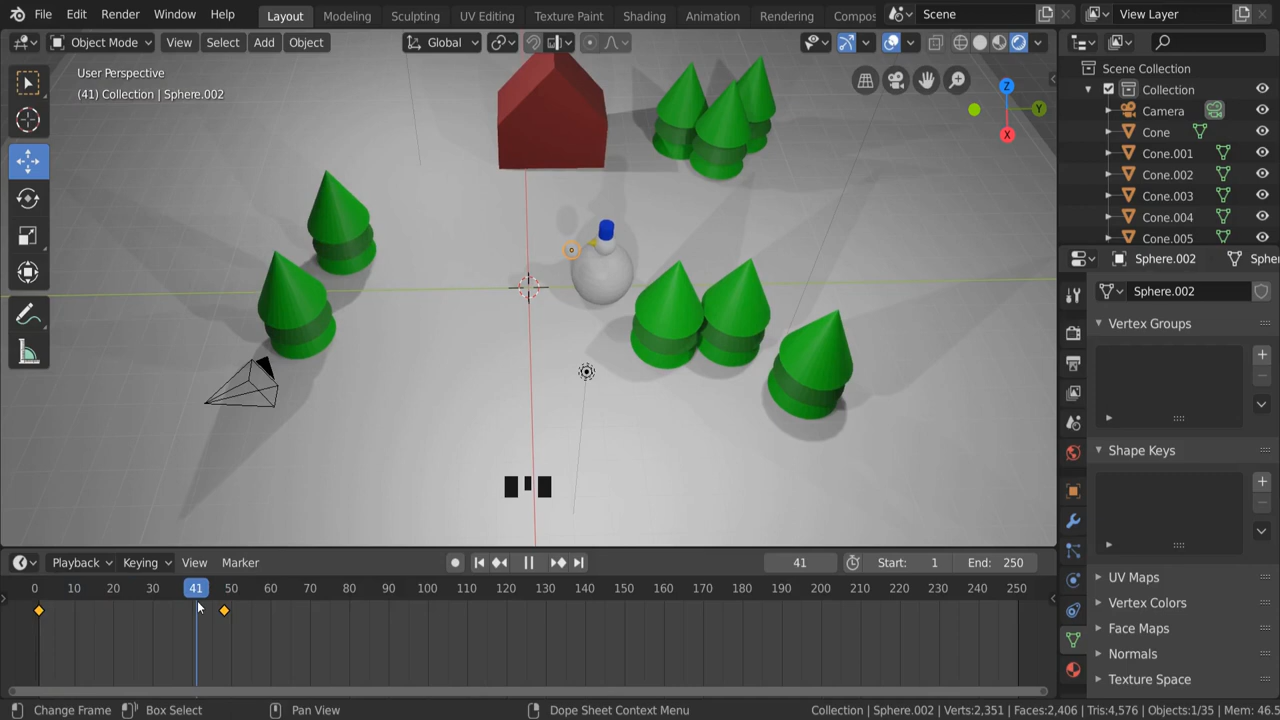 File Edit Render Window Help Layout Modeling Sculpting UV Editing Texture Paint Shading Animation Rendering Compos Scene View Layer
Object Mode View Select Add Object Global
User Perspective
(41) Collection | Sphere.002
Z
Y
X
Scene Collection
Collection
Camera
Cone
Cone.001
Cone.002
Cone.003
Cone.004
Cone.005
Sphere.002 Sphe
Sphere.002
Vertex Groups
Shape Keys
UV Maps
Vertex Colors
Face Maps
Normals
Texture Space
Playback Keying View Marker 41 Start: 1 End: 250
0 10 20 30 41 50 60 70 80 90 100 110 120 130 140 150 160 170 180 190 200 210 220 230 240 250
Change Frame Box Select Pan View Dope Sheet Context Menu Collection | Sphere.002 | Verts:2,351 | Faces:2,406 | Tris:4,576 | Objects:1/35 | Mem: 46.5